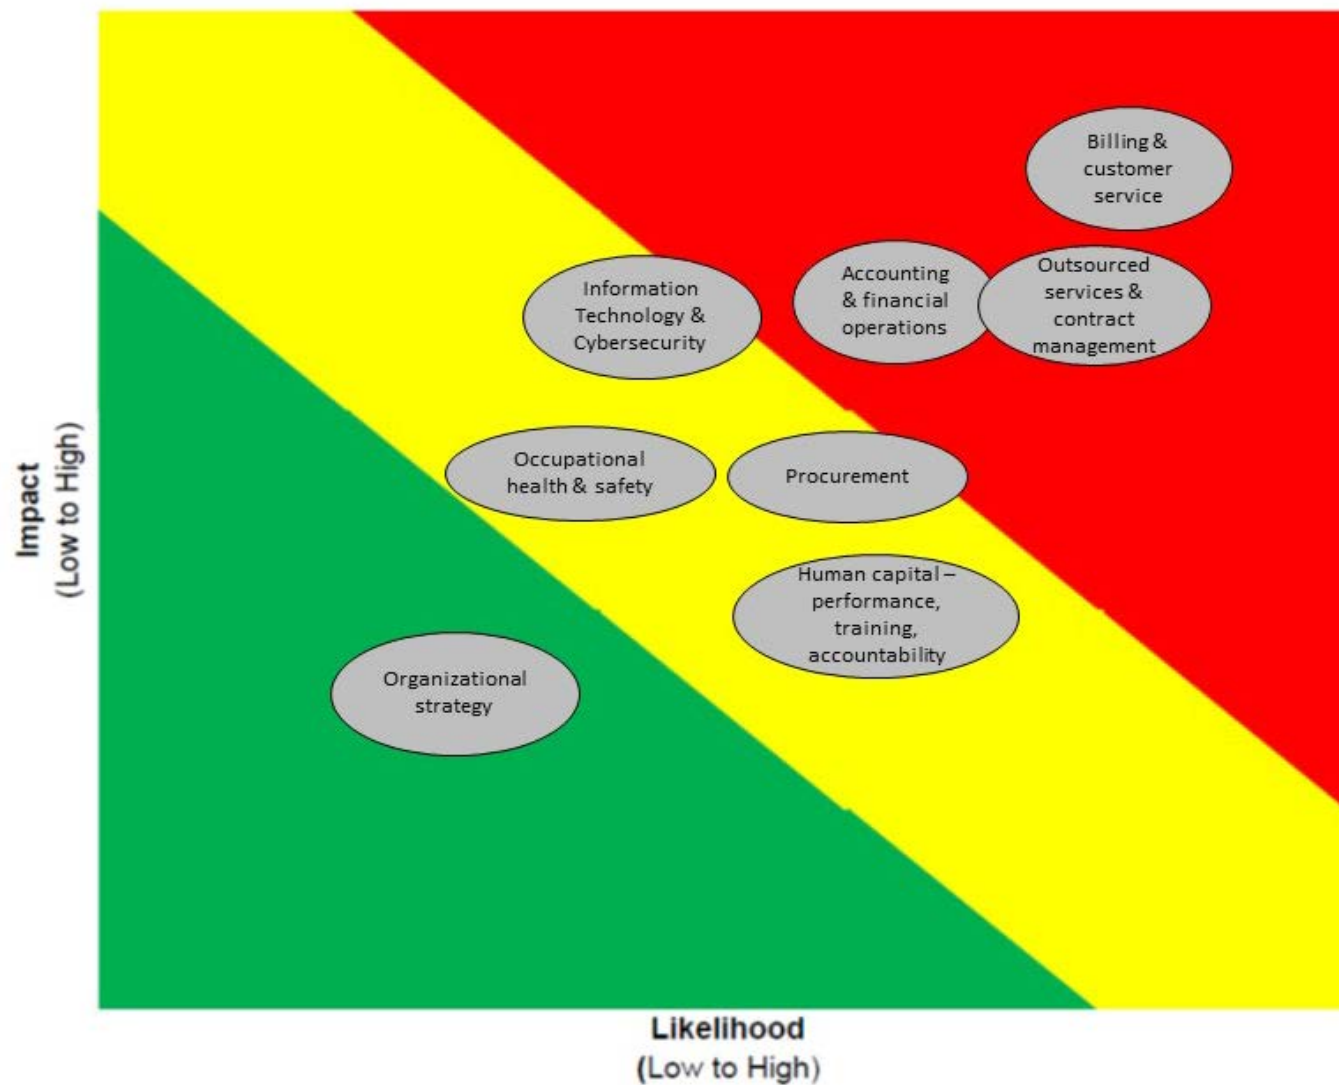 Billing &
customer
service
Accounting
& financial
operations
Outsourced
services &
contract
management
Information
Technology &
Cybersecurity
Occupational
health & safety
Procurement
Human capital –
performance,
training,
accountability
Organizational
strategy
Impact
(Low to High)
Likelihood
(Low to High)